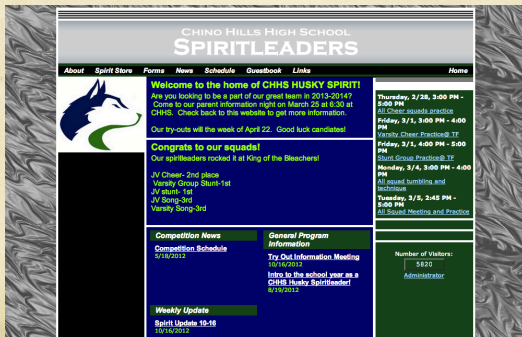 CHINO HILLS HIGH SCHOOL
SPIRITLEADERS
About Spirit Store Forms News Schedule Guestbook Links Home
Welcome to the home of CHHS HUSKY SPIRIT!
Are you looking to be a part of our great team in 2013-2014?
Come to our parent information night on March 25 at 6:30 at
CHHS. Check back to this website to get more information.
Our try-outs will the week of April 22. Good luck candiates!
Congrats to our squads!
Our spiritleaders rocked it at King of the Bleachers!
JV Cheer- 2nd place
Varsity Group Stunt-1st
JV stunt- 1st
JV Song-3rd
Varsity Song-3rd
Competition News
Competition Schedule
5/18/2012
General Program
Information
Try Out Information Meeting
10/16/2012
Intro to the school year as a
CHHS Husky Spiritleader!
8/19/2012
Weekly Update
Spirit Update 10-16
10/16/2012
Thursday, 2/28, 3:00 PM -
5:00 PM
All Cheer squads practice
Friday, 3/1, 3:00 PM - 4:00
PM
Varsity Cheer Practice@ TF
Friday, 3/1, 4:00 PM - 5:00
PM
Stunt Group Practice@ TF
Monday, 3/4, 3:00 PM - 4:00
PM
All squad tumbling and
technique
Tuesday, 3/5, 2:45 PM -
5:00 PM
All Squad Meeting and Practice
Number of Visitors:
5820
Administrator